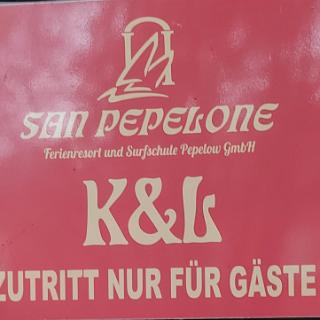 SAN PEPELONE
Ferienresort und Surfschule Pepelow GmbH
K&L
ZUTRITT NUR FÜR GÄSTE